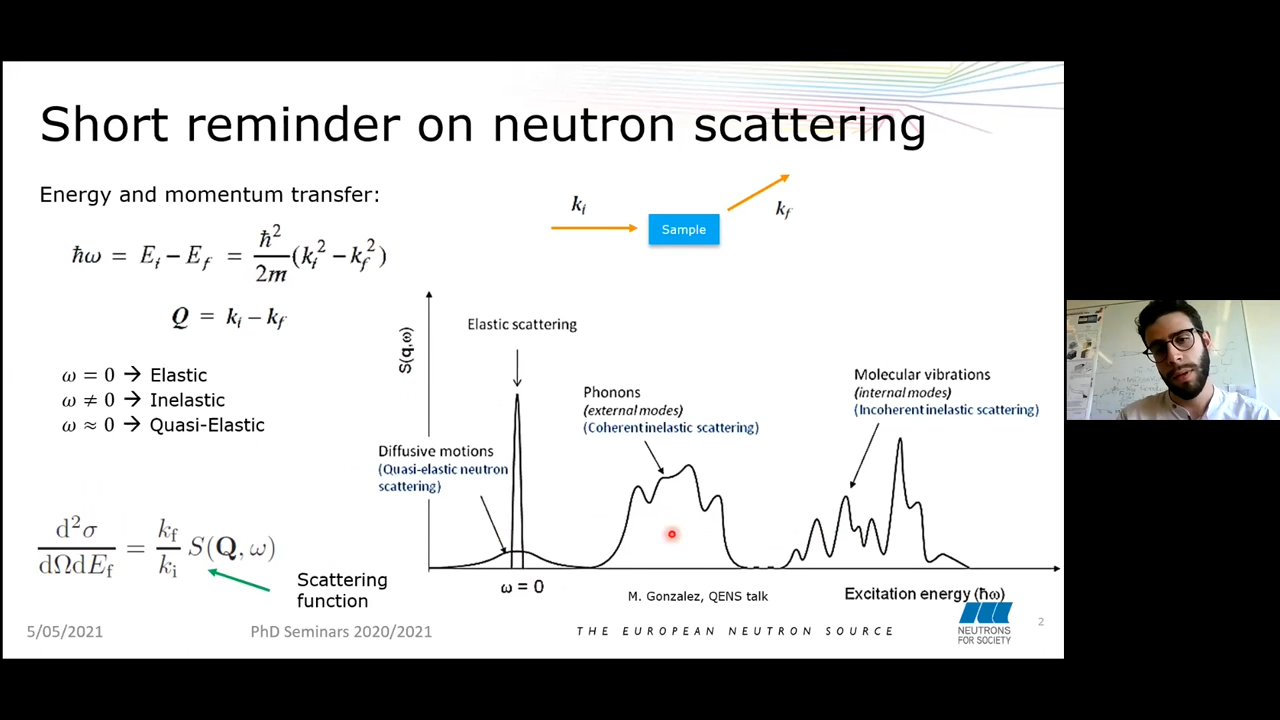 Short reminder on neutron scattering
Energy and momentum transfer:
ħω = E_i − E_f = ħ²/2m (k_i² − k_f²)
Q = k_i − k_f
ω = 0 → Elastic
ω ≠ 0 → Inelastic
ω ≈ 0 → Quasi-Elastic
d²σ/dΩdE_f = k_f/k_i S(Q, ω)
Scattering
function
k_i
Sample
k_f
S(q,ω)
Elastic scattering
Diffusive motions
(Quasi-elastic neutron
scattering)
Phonons
(external modes)
(Coherent inelastic scattering)
Molecular vibrations
(internal modes)
(Incoherent inelastic scattering)
ω = 0
M. Gonzalez, QENS talk
Excitation energy (ħω)
5/05/2021
PhD Seminars 2020/2021
THE EUROPEAN NEUTRON SOURCE
NEUTRONS
FOR SOCIETY
2